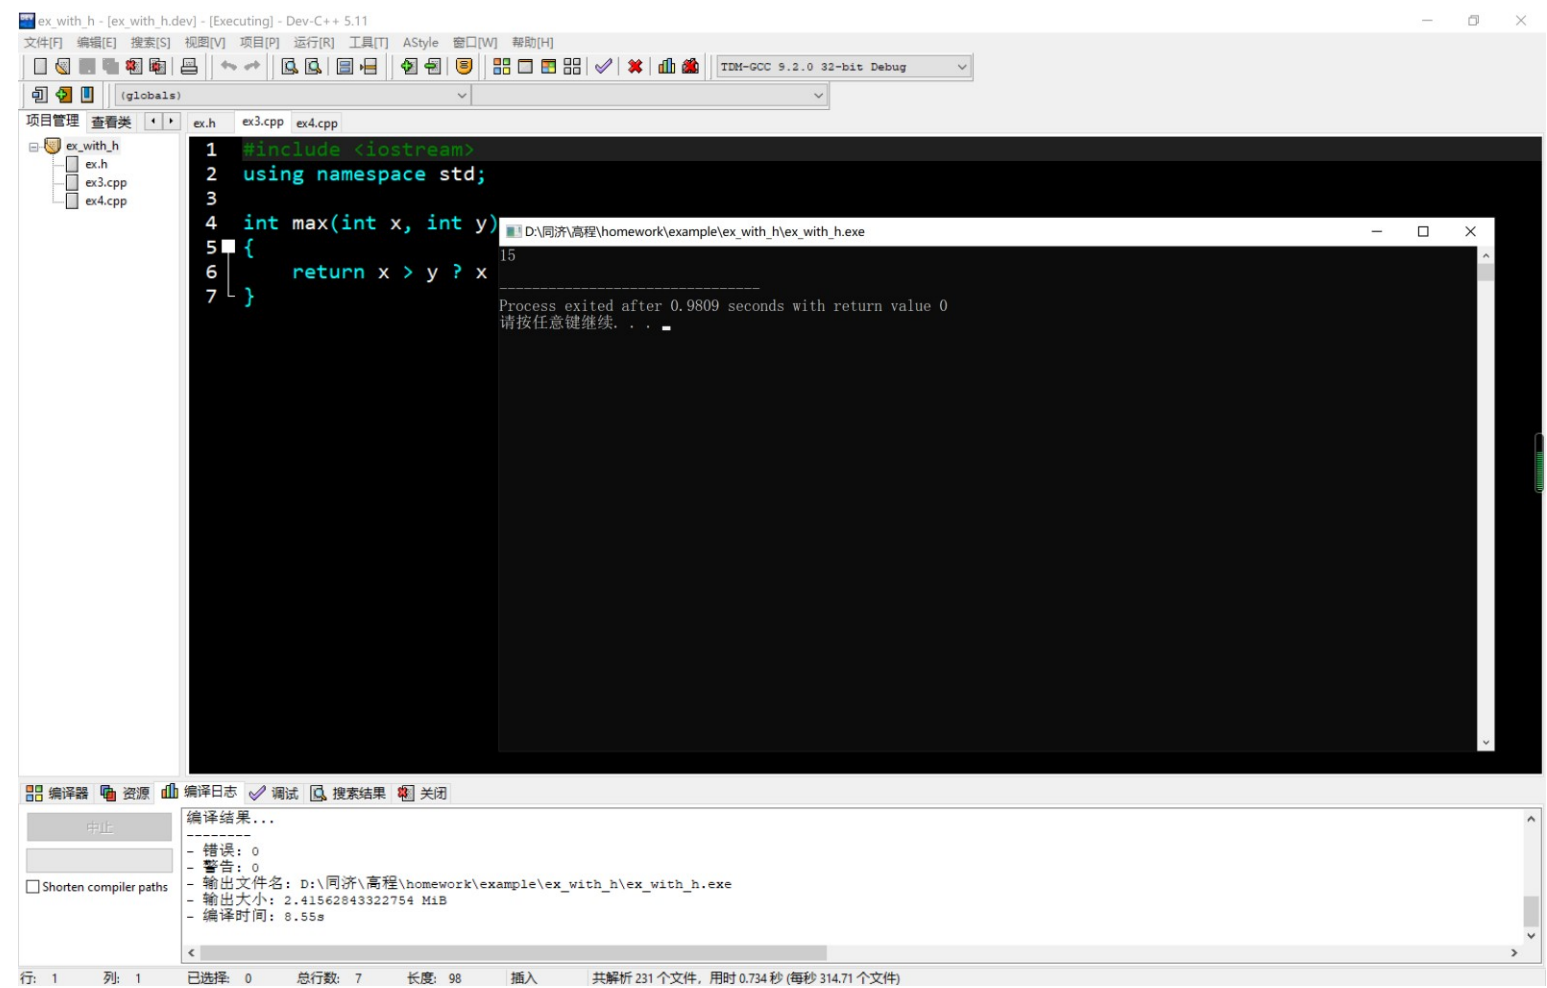 ex_with_h - [ex_with_h.dev] - [Executing] - Dev-C++ 5.11
文件[F] 编辑[E] 搜索[S] 视图[V] 项目[P] 运行[R] 工具[T] AStyle 窗口[W] 帮助[H]
TDM-GCC 9.2.0 32-bit Debug
(globals)
项目管理 查看类 ex.h ex3.cpp ex4.cpp
ex_with_h
ex.h
ex3.cpp
ex4.cpp
1 #include <iostream>
2 using namespace std;
3
4 int max(int x, int y)
5 {
6 return x > y ? x
7 }
D:\同济\高程\homework\example\ex_with_h\ex_with_h.exe
15
--------------------------------
Process exited after 0.9809 seconds with return value 0
请按任意键继续. . .
编译器 资源 编译日志 调试 搜索结果 关闭
中止
Shorten compiler paths
编译结果...
--------
- 错误: 0
- 警告: 0
- 输出文件名: D:\同济\高程\homework\example\ex_with_h\ex_with_h.exe
- 输出大小: 2.41562843322754 MiB
- 编译时间: 8.55s
行: 1 列: 1 已选择: 0 总行数: 7 长度: 98 插入 共解析 231 个文件，用时 0.734 秒 (每秒 314.71 个文件)